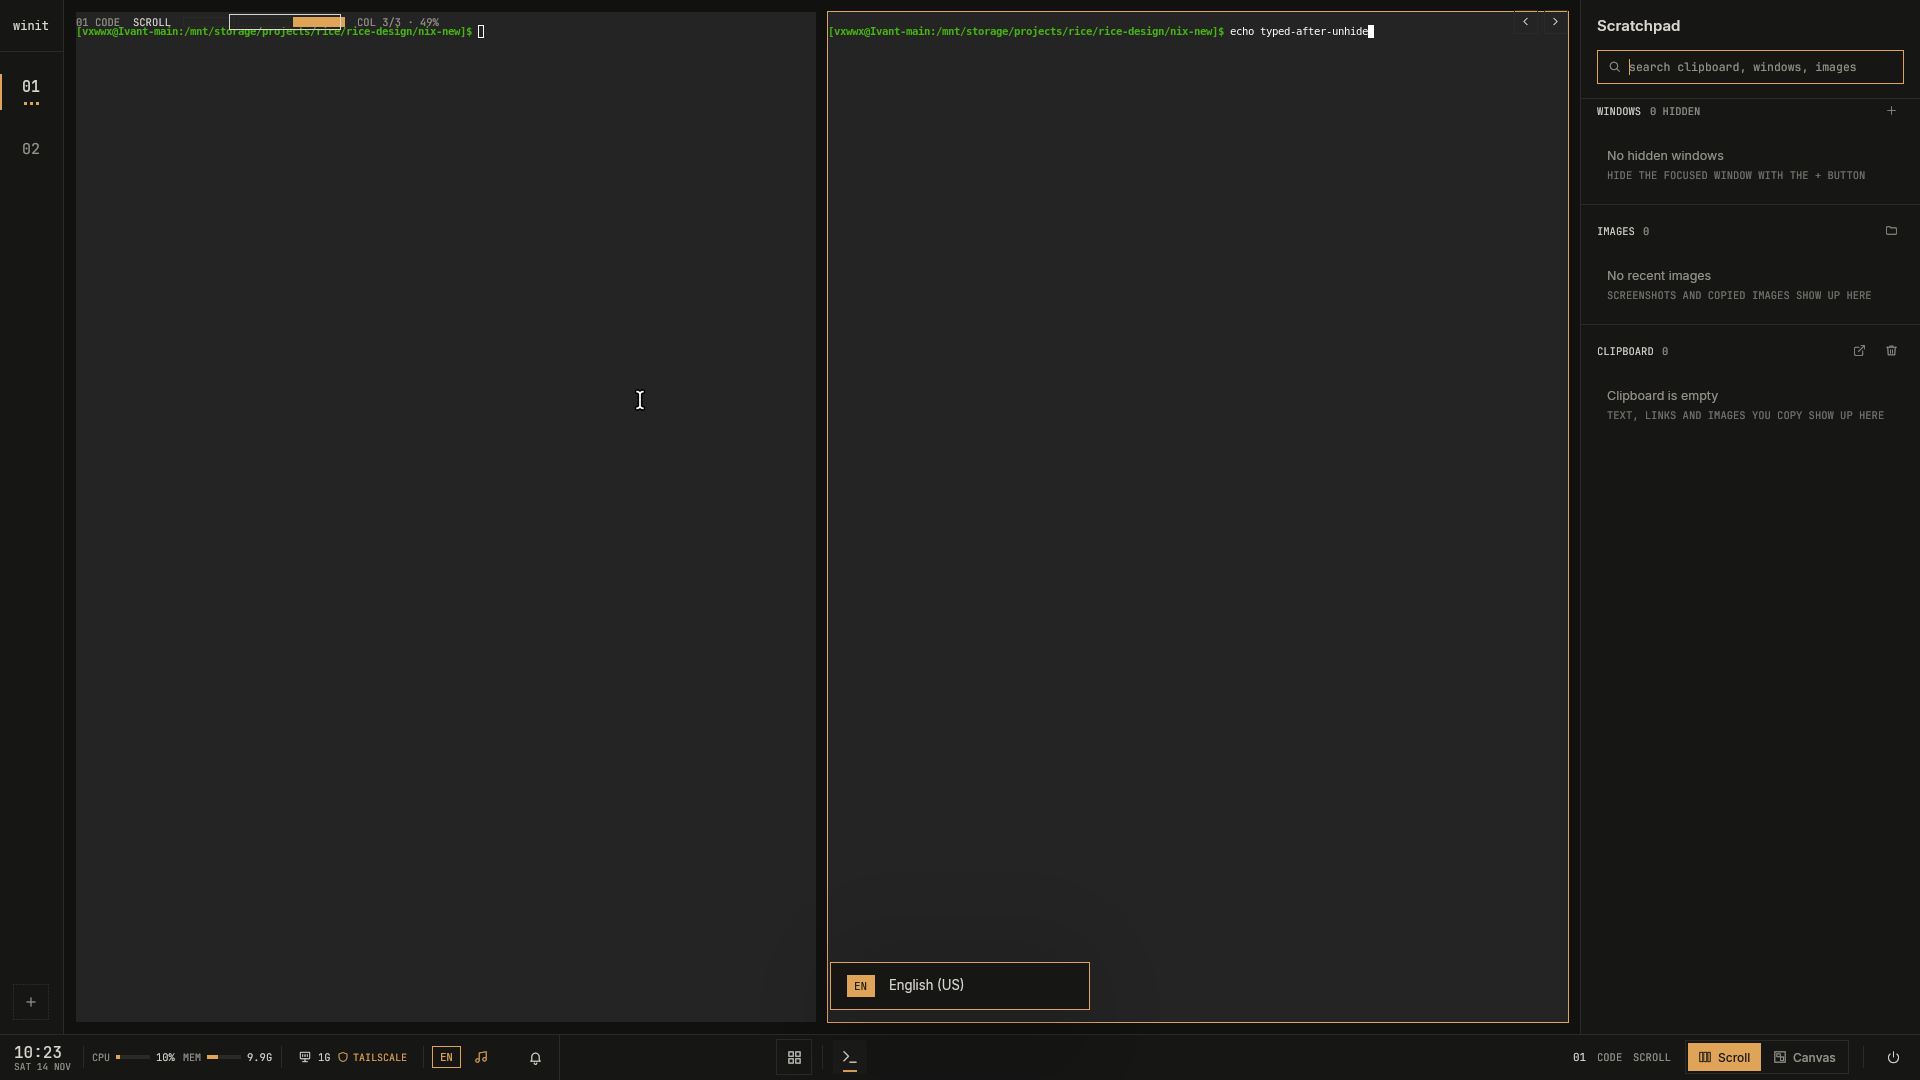 winit
01
02
01 CODE SCROLL COL 3/3 · 49%
[vxwwx@Ivant-main:/mnt/storage/projects/rice/rice-design/nix-new]$
[vxwwx@Ivant-main:/mnt/storage/projects/rice/rice-design/nix-new]$ echo typed-after-unhide
EN English (US)
Scratchpad
search clipboard, windows, images
WINDOWS 0 HIDDEN +
No hidden windows
HIDE THE FOCUSED WINDOW WITH THE + BUTTON
IMAGES 0
No recent images
SCREENSHOTS AND COPIED IMAGES SHOW UP HERE
CLIPBOARD 0
Clipboard is empty
TEXT, LINKS AND IMAGES YOU COPY SHOW UP HERE
+
10:23
SAT 14 NOV
CPU 10% MEM 9.9G 1G TAILSCALE EN
01 CODE SCROLL Scroll Canvas